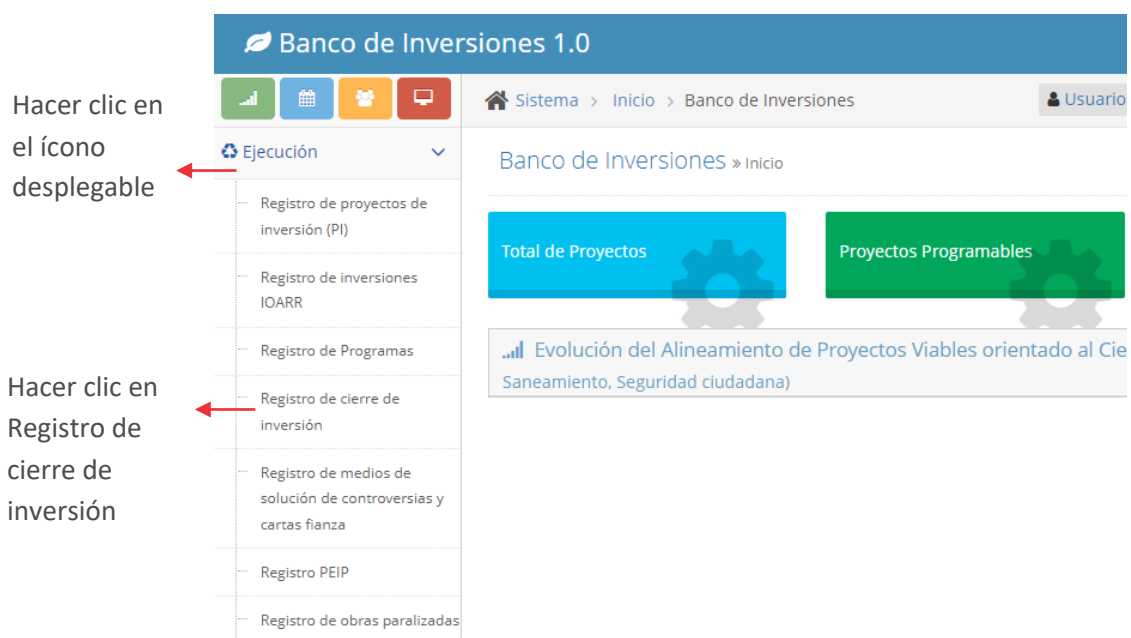 Banco de Inversiones 1.0
Hacer clic en
el ícono
desplegable
Sistema > Inicio > Banco de Inversiones
Usuario
Ejecución
Banco de Inversiones » Inicio
Registro de proyectos de
inversión (PI)
Total de Proyectos
Proyectos Programables
Registro de inversiones
IOARR
Registro de Programas
Evolución del Alineamiento de Proyectos Viables orientado al Cie
Saneamiento, Seguridad ciudadana)
Hacer clic en
Registro de
cierre de
inversión
Registro de cierre de
inversión
Registro de medios de
solución de controversias y
cartas fianza
Registro PEIP
Registro de obras paralizadas